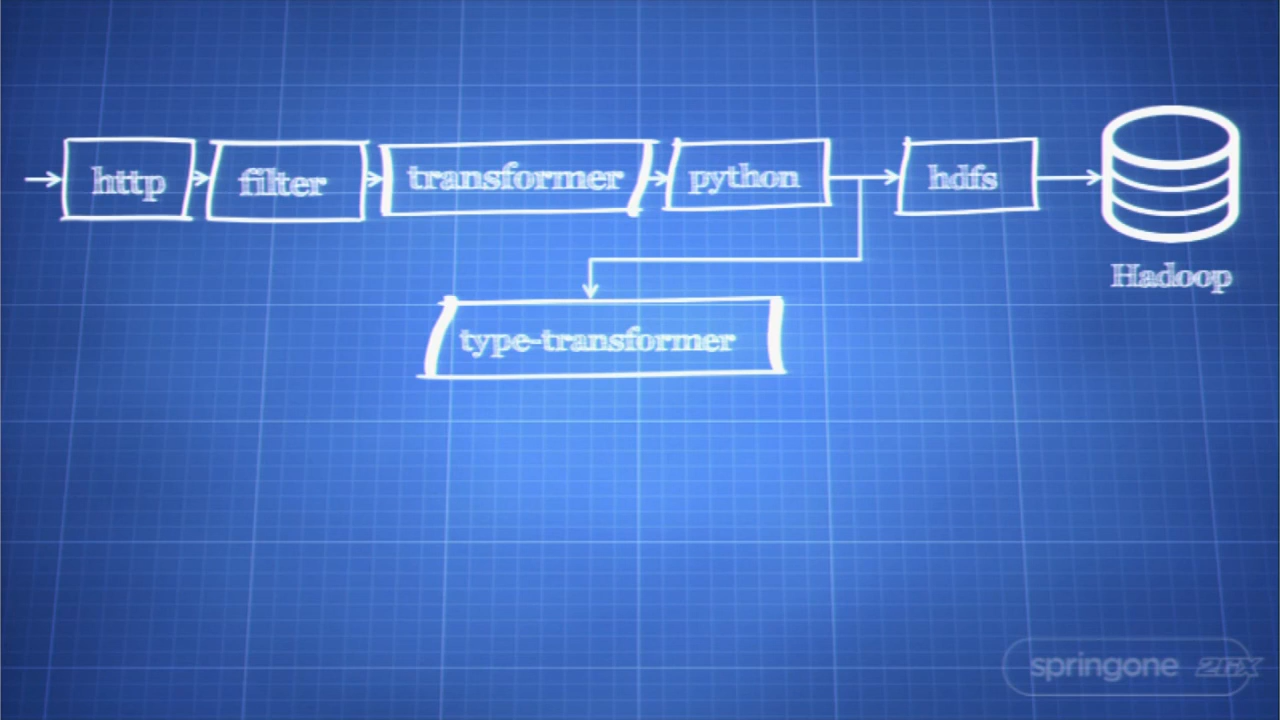 http
filter
transformer
python
hdfs
Hadoop
type-transformer
springone 2GX